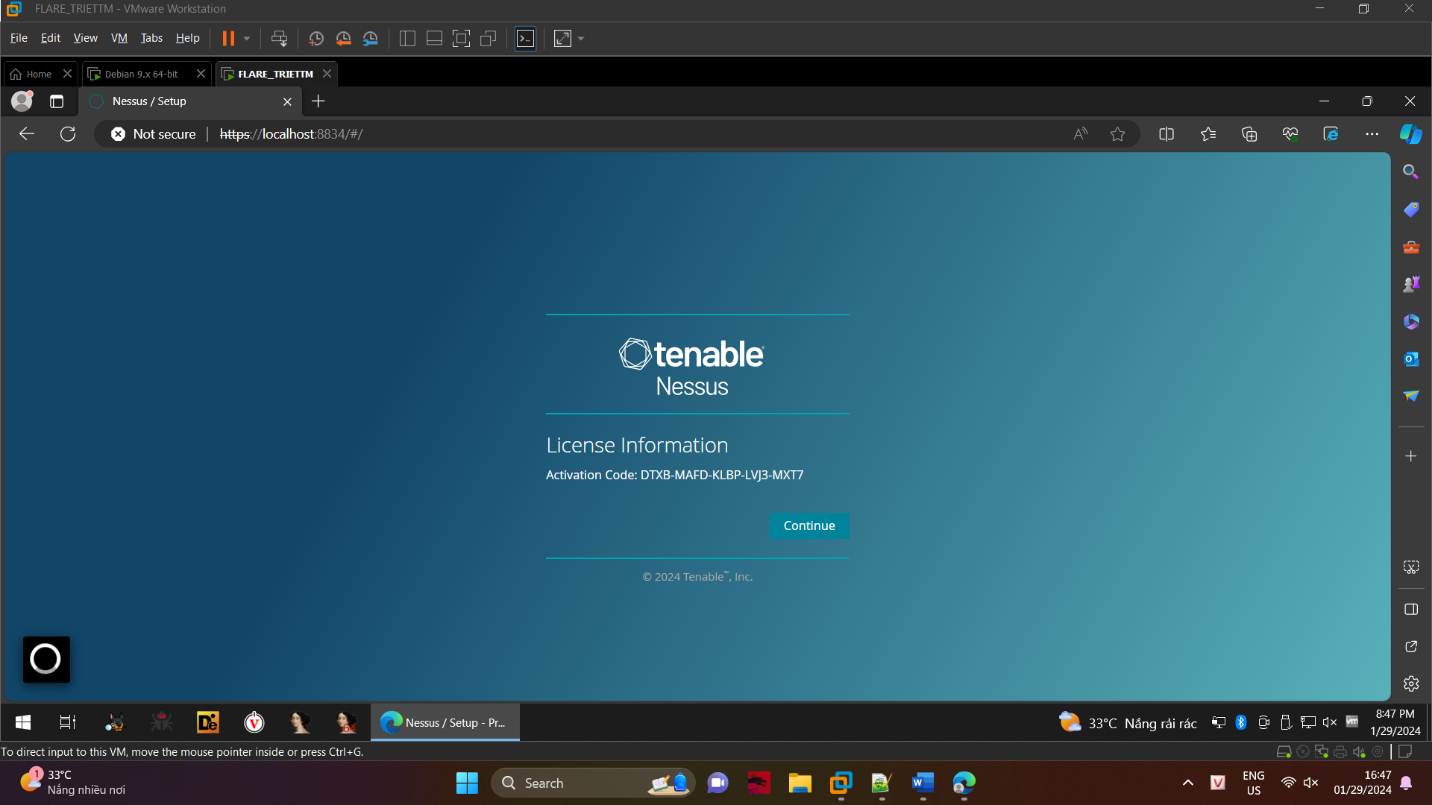 FLARE_TRIETTM - VMware Workstation
File Edit View VM Tabs Help
Home Debian 9.x 64-bit FLARE_TRIETTM
Nessus / Setup
Not secure https://localhost:8834/#/
tenable
Nessus
License Information
Activation Code: DTXB-MAFD-KLBP-LVJ3-MXT7
Continue
© 2024 Tenable™, Inc.
Nessus / Setup - Pr... 33°C Nắng rải rác 8:47 PM
1/29/2024
To direct input to this VM, move the mouse pointer inside or press Ctrl+G.
1 33°C
Nắng nhiều nơi
Search
ENG
US
16:47
01/29/2024